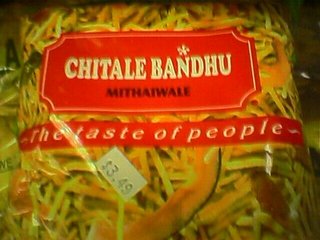 CHITALE BANDHU
MITHAIWALE
~The taste of people~
$3.49